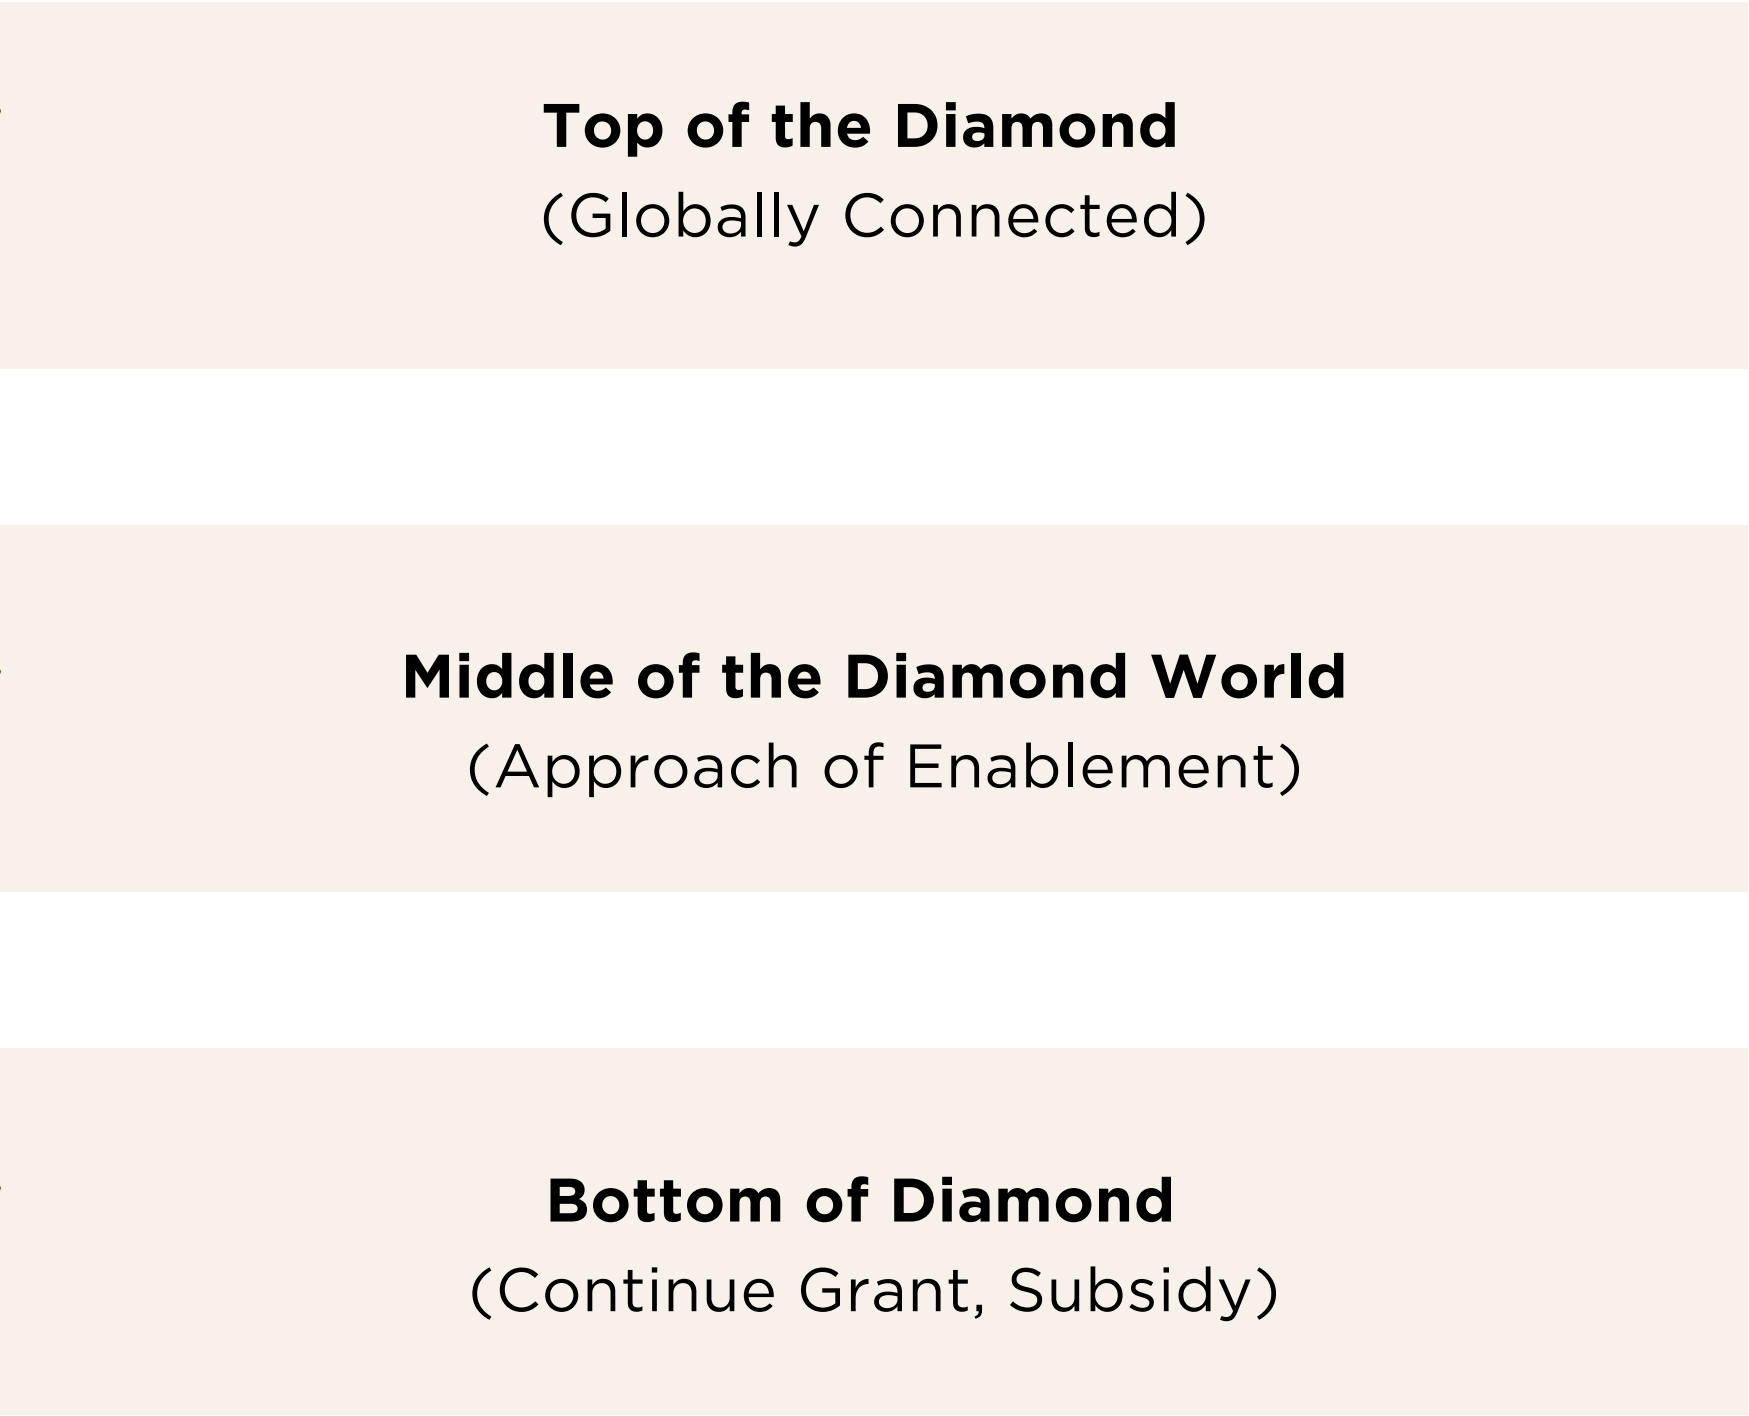 Top of the Diamond
(Globally Connected)
Middle of the Diamond World
(Approach of Enablement)
Bottom of Diamond
(Continue Grant, Subsidy)